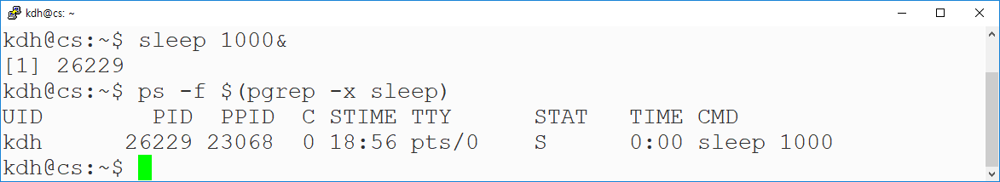 kdh@cs: ~
kdh@cs:~$ sleep 1000&
[1] 26229
kdh@cs:~$ ps -f $(pgrep -x sleep)
UID        PID  PPID  C STIME TTY      STAT   TIME CMD
kdh      26229 23068  0 18:56 pts/0    S      0:00 sleep 1000
kdh@cs:~$